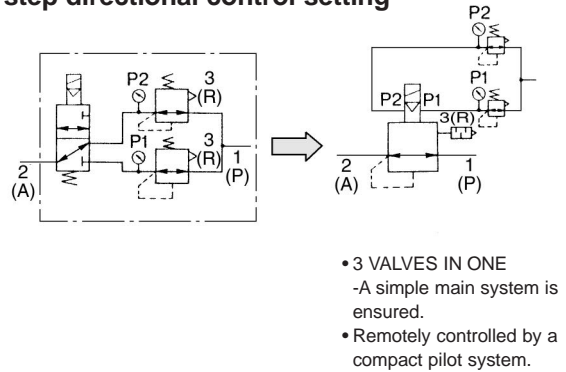 step directional control setting
P2
P2
3
(R)
P1
3
(R)
2
(A)
1
(P)
P2
P1
P1
3(R)
2
(A)
1
(P)
• 3 VALVES IN ONE
-A simple main system is
ensured.
• Remotely controlled by a
compact pilot system.